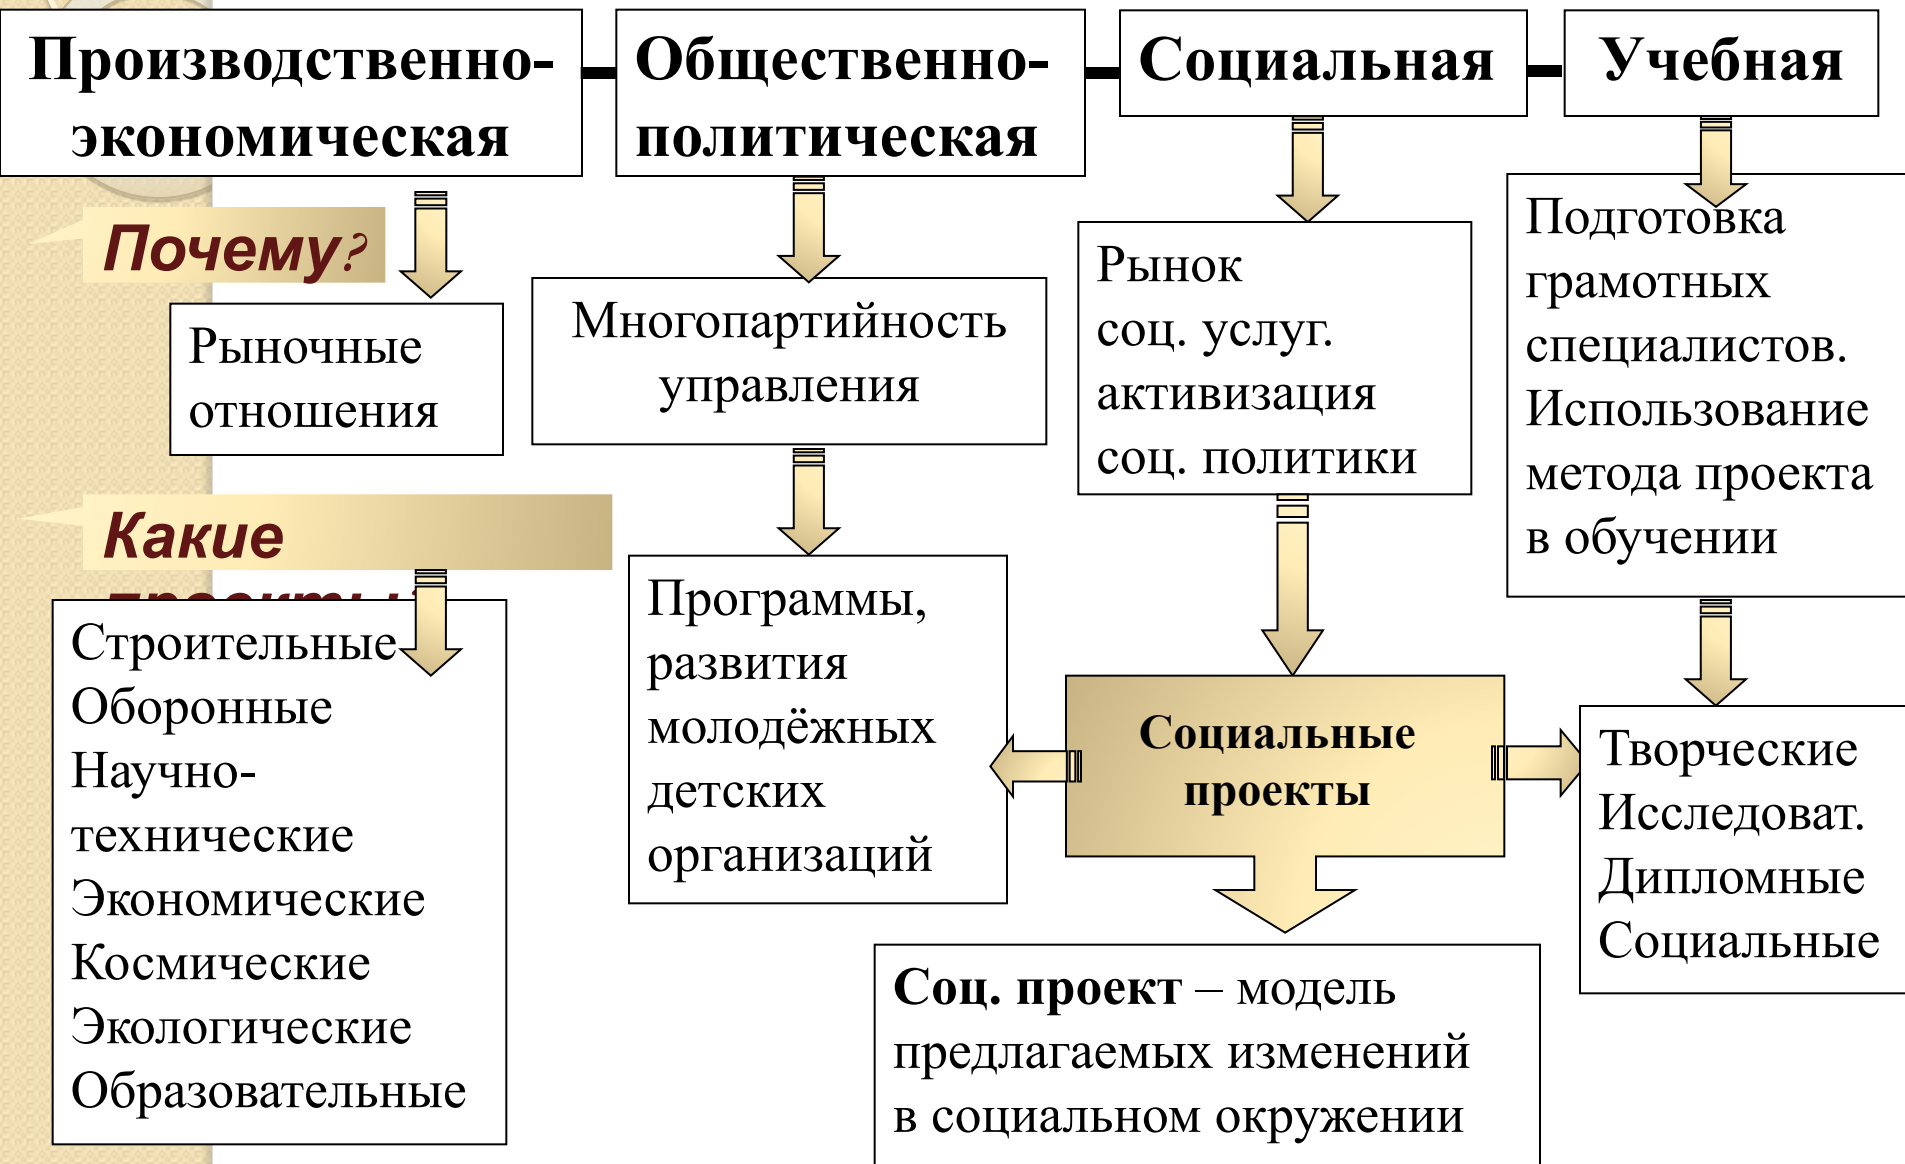 Производственно-
экономическая
Общественно-
политическая
Социальная
Учебная
Почему?
Рыночные
отношения
Многопартийность
управления
Рынок
соц. услуг.
активизация
соц. политики
Подготовка
грамотных
специалистов.
Использование
метода проекта
в обучении
Какие
Строительные
Оборонные
Научно-
технические
Экономические
Космические
Экологические
Образовательные
Программы,
развития
молодёжных
детских
организаций
Социальные
проекты
Творческие
Исследоват.
Дипломные
Социальные
Соц. проект – модель
предлагаемых изменений
в социальном окружении